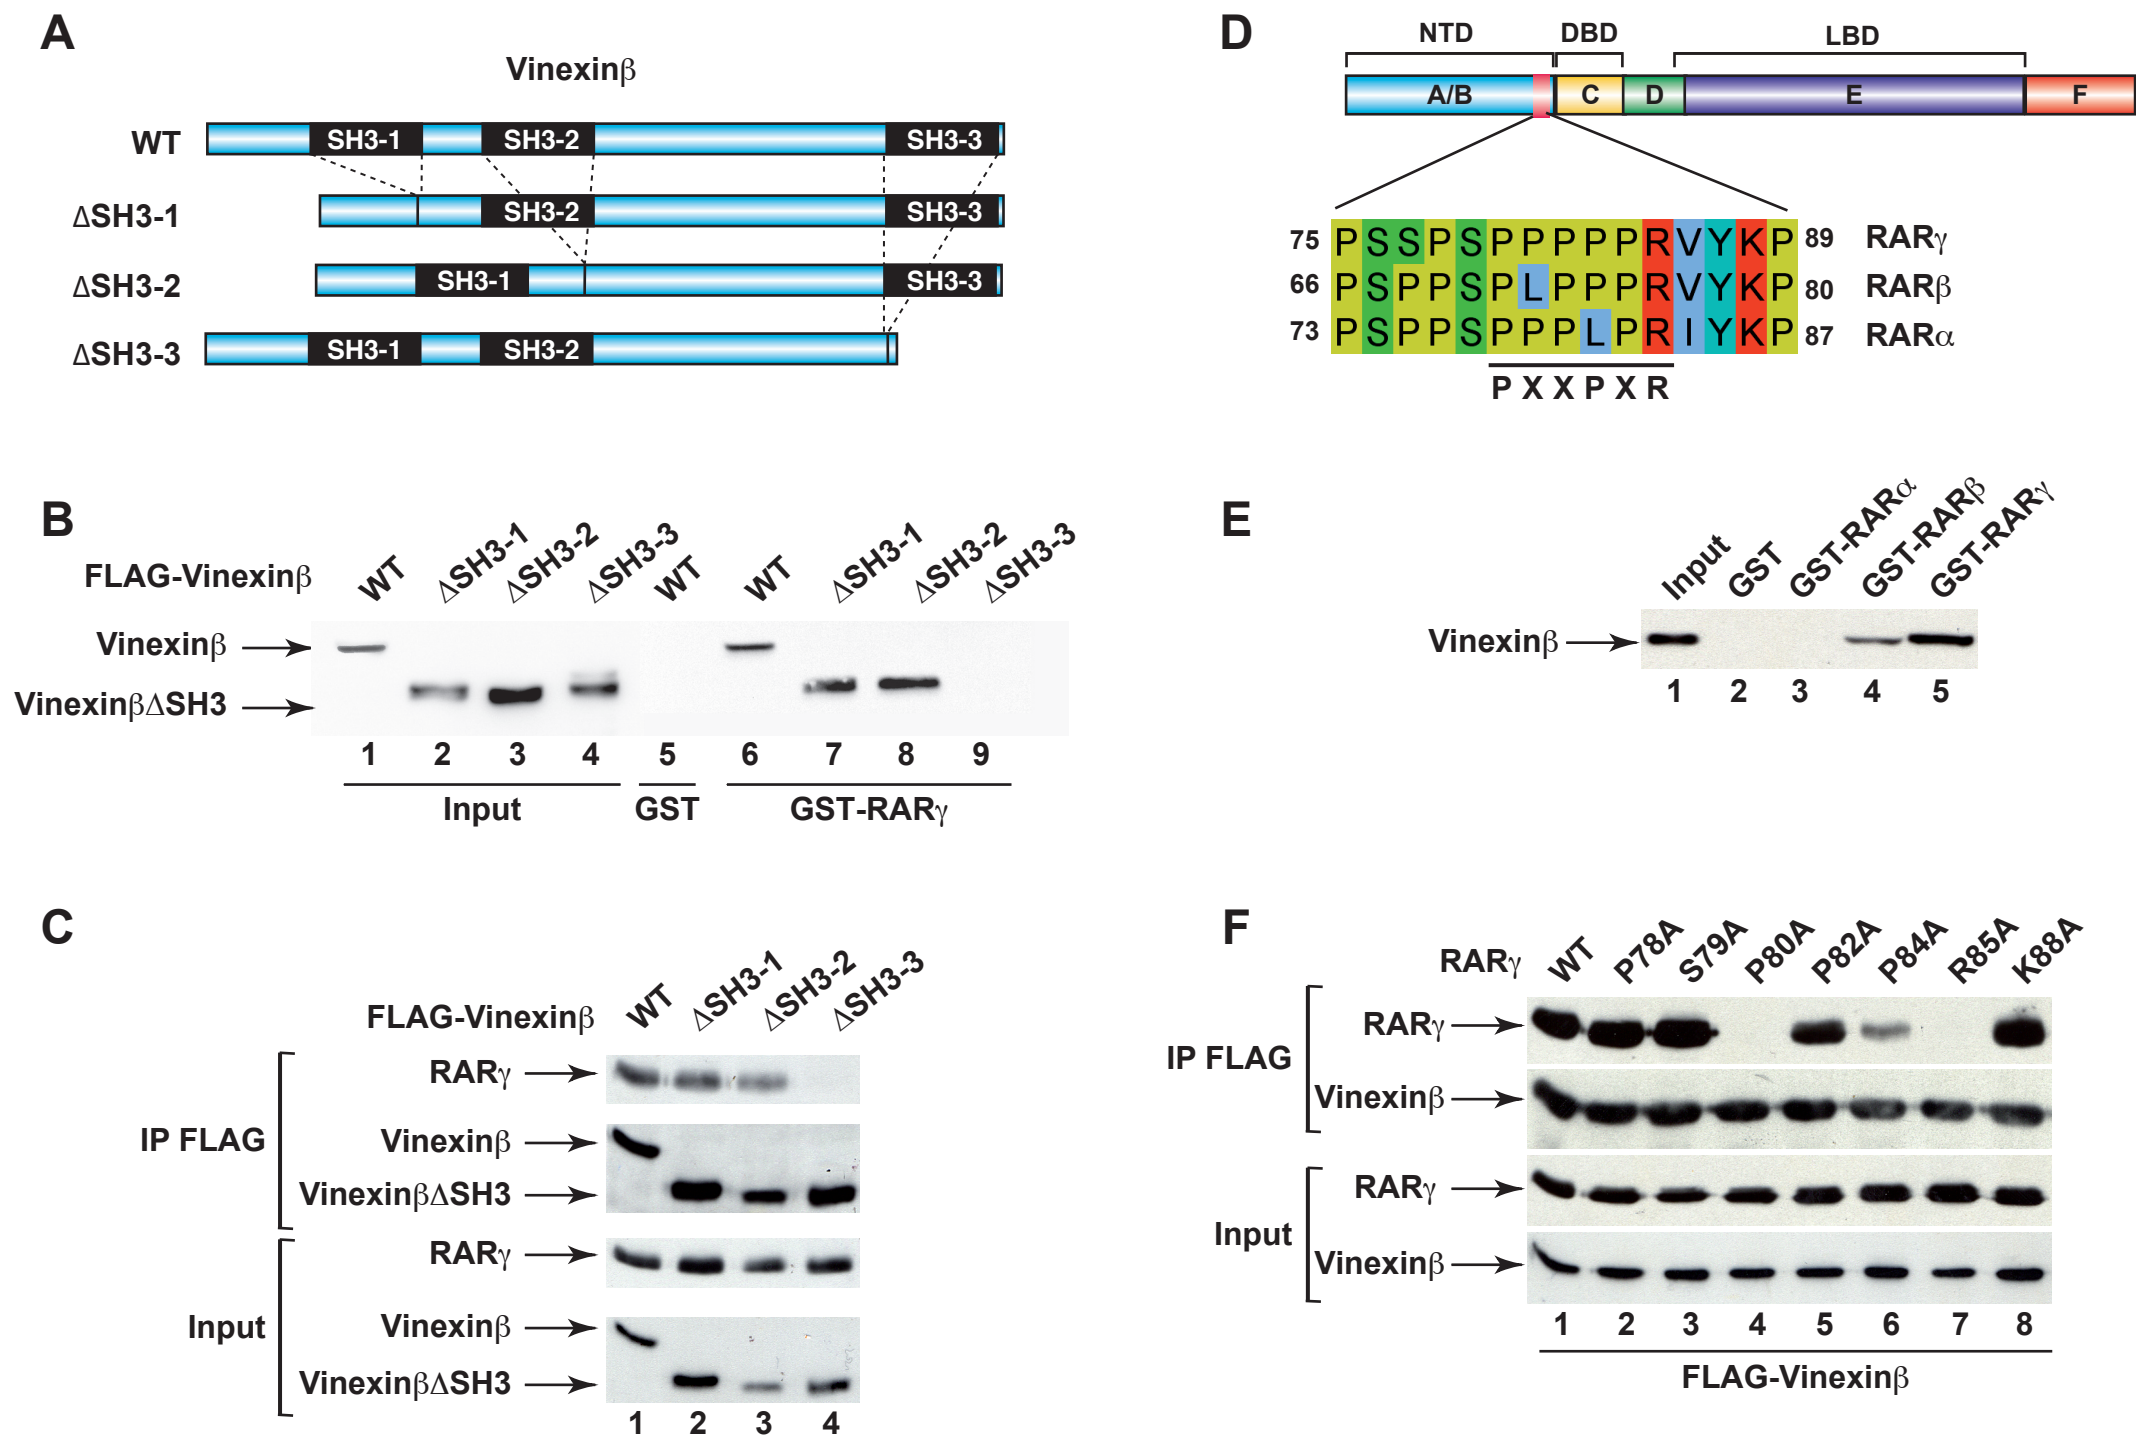 A
Vinexinβ
WT SH3-1 SH3-2 SH3-3
ΔSH3-1 SH3-2 SH3-3
ΔSH3-2 SH3-1 SH3-3
ΔSH3-3 SH3-1 SH3-2
B
FLAG-Vinexinβ WT ΔSH3-1 ΔSH3-2 ΔSH3-3 WT WT ΔSH3-1 ΔSH3-2 ΔSH3-3
Vinexinβ
VinexinβΔSH3
1 2 3 4 5 6 7 8 9
Input GST GST-RARγ
C
FLAG-Vinexinβ WT ΔSH3-1 ΔSH3-2 ΔSH3-3
IP FLAG
RARγ
Vinexinβ
VinexinβΔSH3
Input
RARγ
Vinexinβ
VinexinβΔSH3
1 2 3 4
D
NTD DBD LBD
A/B C D E F
75 PSSPSPPPPPRVYKP 89 RARγ
66 PSPPSPLPPPRVYKP 80 RARβ
73 PSPPSPPPLPRIYKP 87 RARα
P X X P X R
E
Input GST GST-RARα GST-RARβ GST-RARγ
Vinexinβ
1 2 3 4 5
F
RARγ WT P78A S79A P80A P82A P84A R85A K88A
IP FLAG
RARγ
Vinexinβ
Input
RARγ
Vinexinβ
1 2 3 4 5 6 7 8
FLAG-Vinexinβ